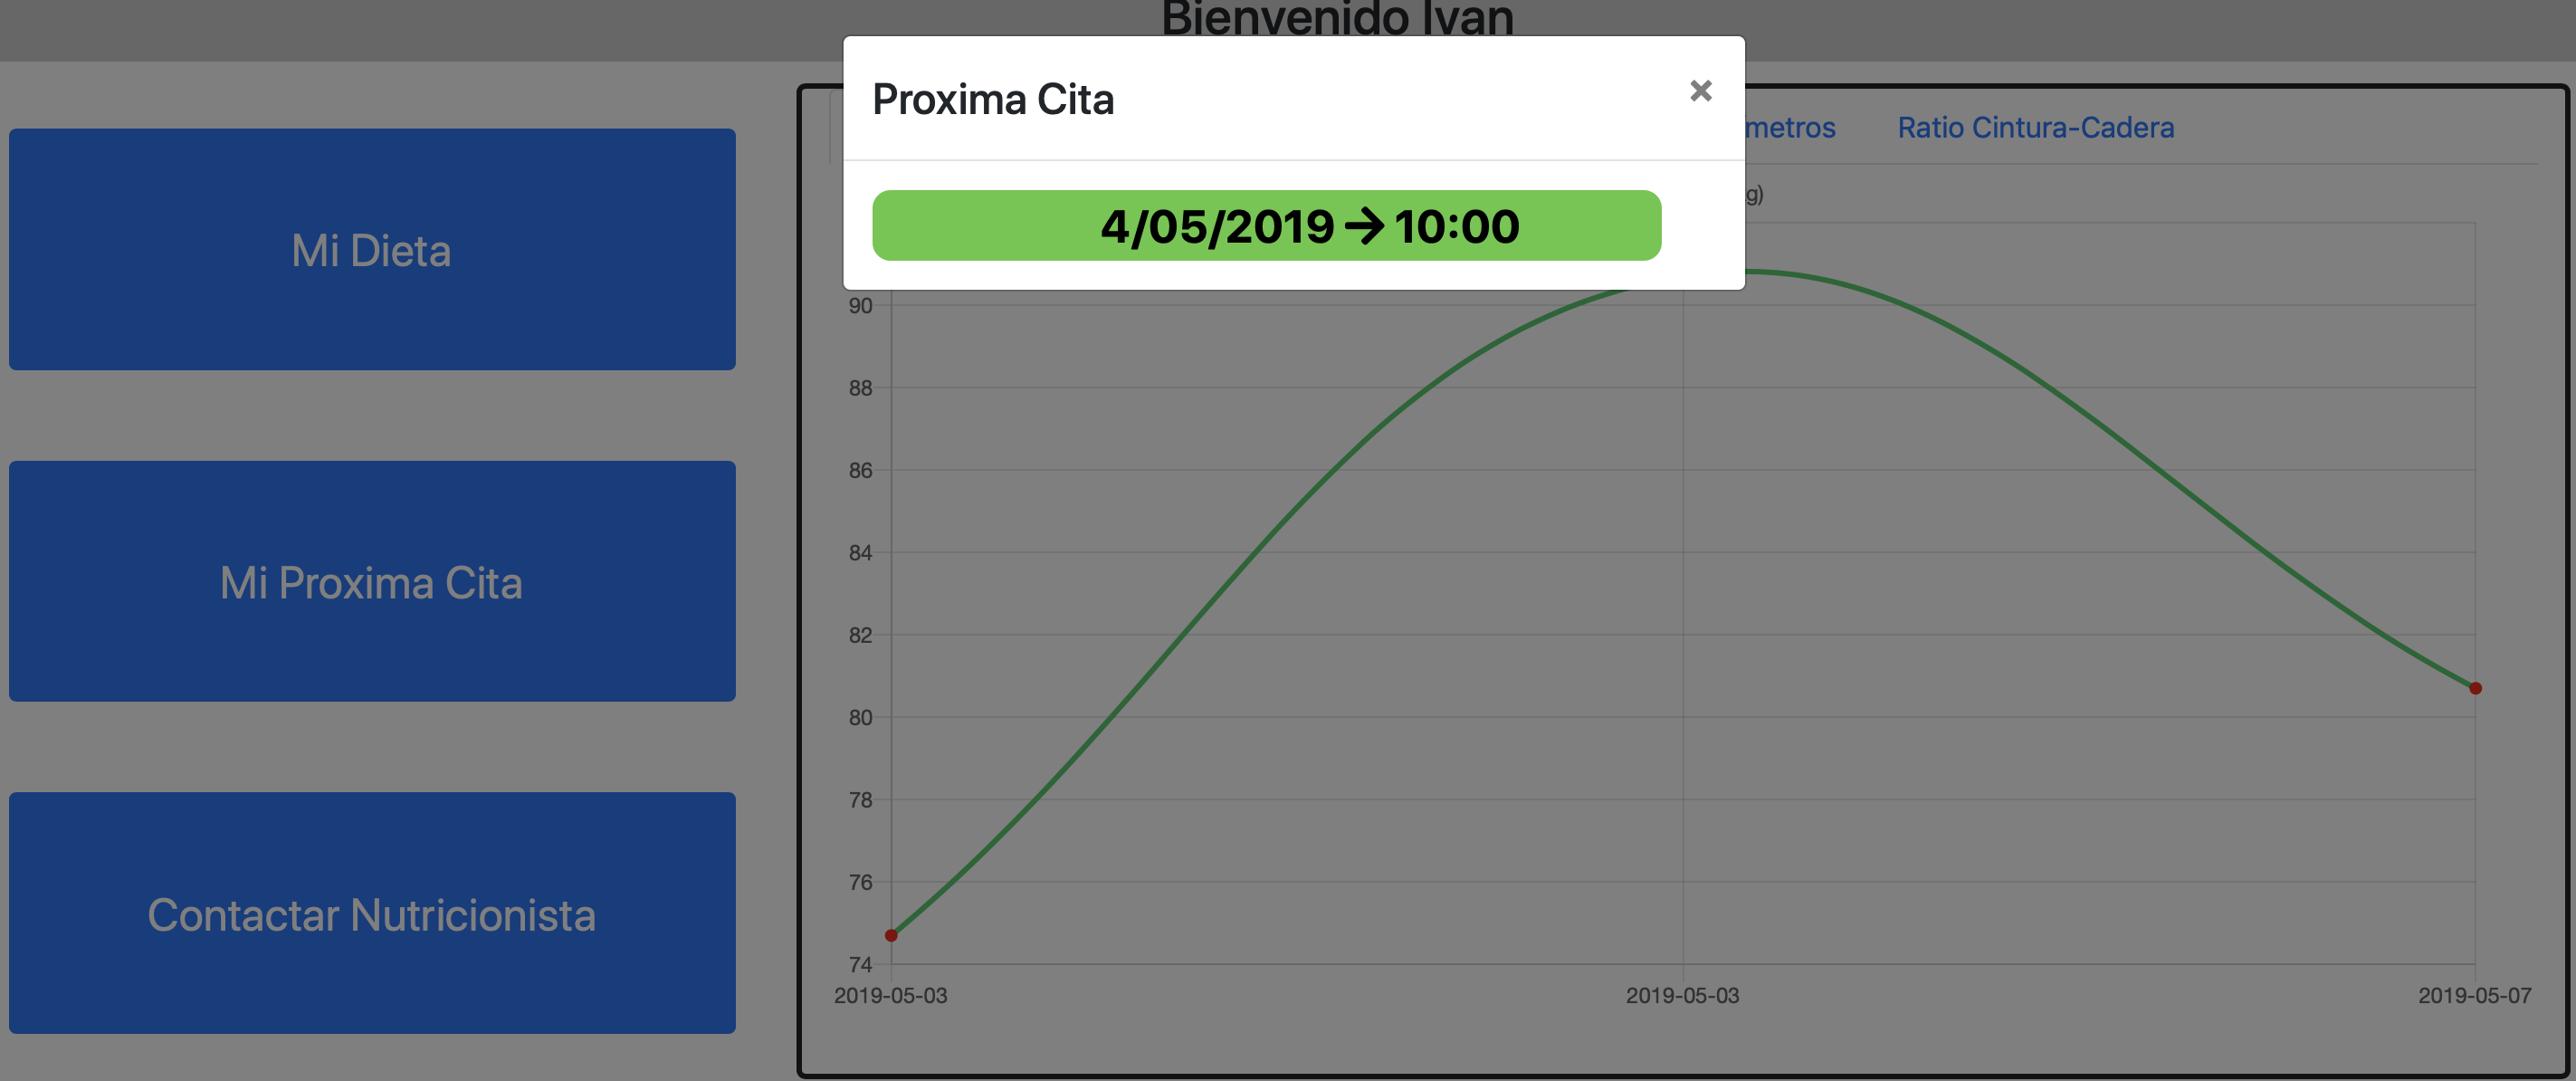 Bienvenido Ivan
Proxima Cita
×
4/05/2019 → 10:00
Mi Dieta
Mi Proxima Cita
Contactar Nutricionista
metros
Ratio Cintura-Cadera
g)
90
88
86
84
82
80
78
76
74
2019-05-03
2019-05-03
2019-05-07